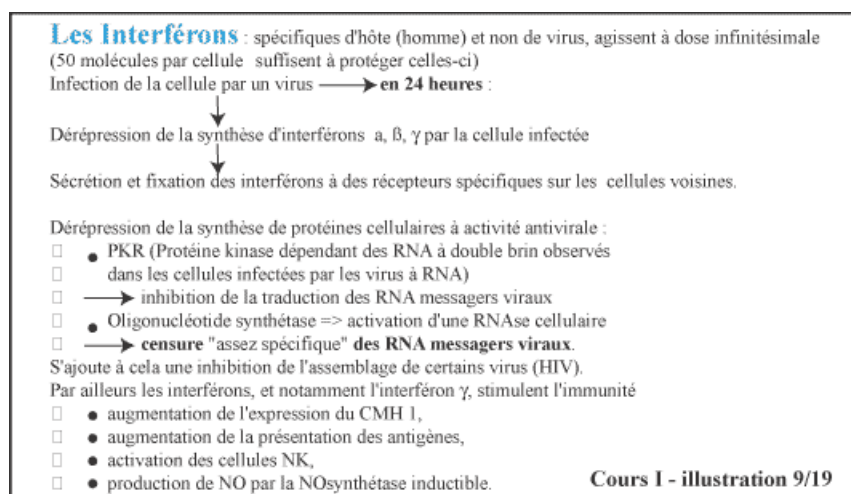 Les Interférons : spécifiques d'hôte (homme) et non de virus, agissent à dose infinitésimale
(50 molécules par cellule suffisent à protéger celles-ci)
Infection de la cellule par un virus → en 24 heures :
Dérépression de la synthèse d'interférons a, ß, γ par la cellule infectée
Sécrétion et fixation des interférons à des récepteurs spécifiques sur les cellules voisines.
Dérépression de la synthèse de protéines cellulaires à activité antivirale :
● PKR (Protéine kinase dépendant des RNA à double brin observés
dans les cellules infectées par les virus à RNA)
→ inhibition de la traduction des RNA messagers viraux
● Oligonucléotide synthétase => activation d'une RNAse cellulaire
→ censure "assez spécifique" des RNA messagers viraux.
S'ajoute à cela une inhibition de l'assemblage de certains virus (HIV).
Par ailleurs les interférons, et notamment l'interféron γ, stimulent l'immunité
● augmentation de l'expression du CMH 1,
● augmentation de la présentation des antigènes,
● activation des cellules NK,
● production de NO par la NOsynthétase inductible.
Cours I - illustration 9/19